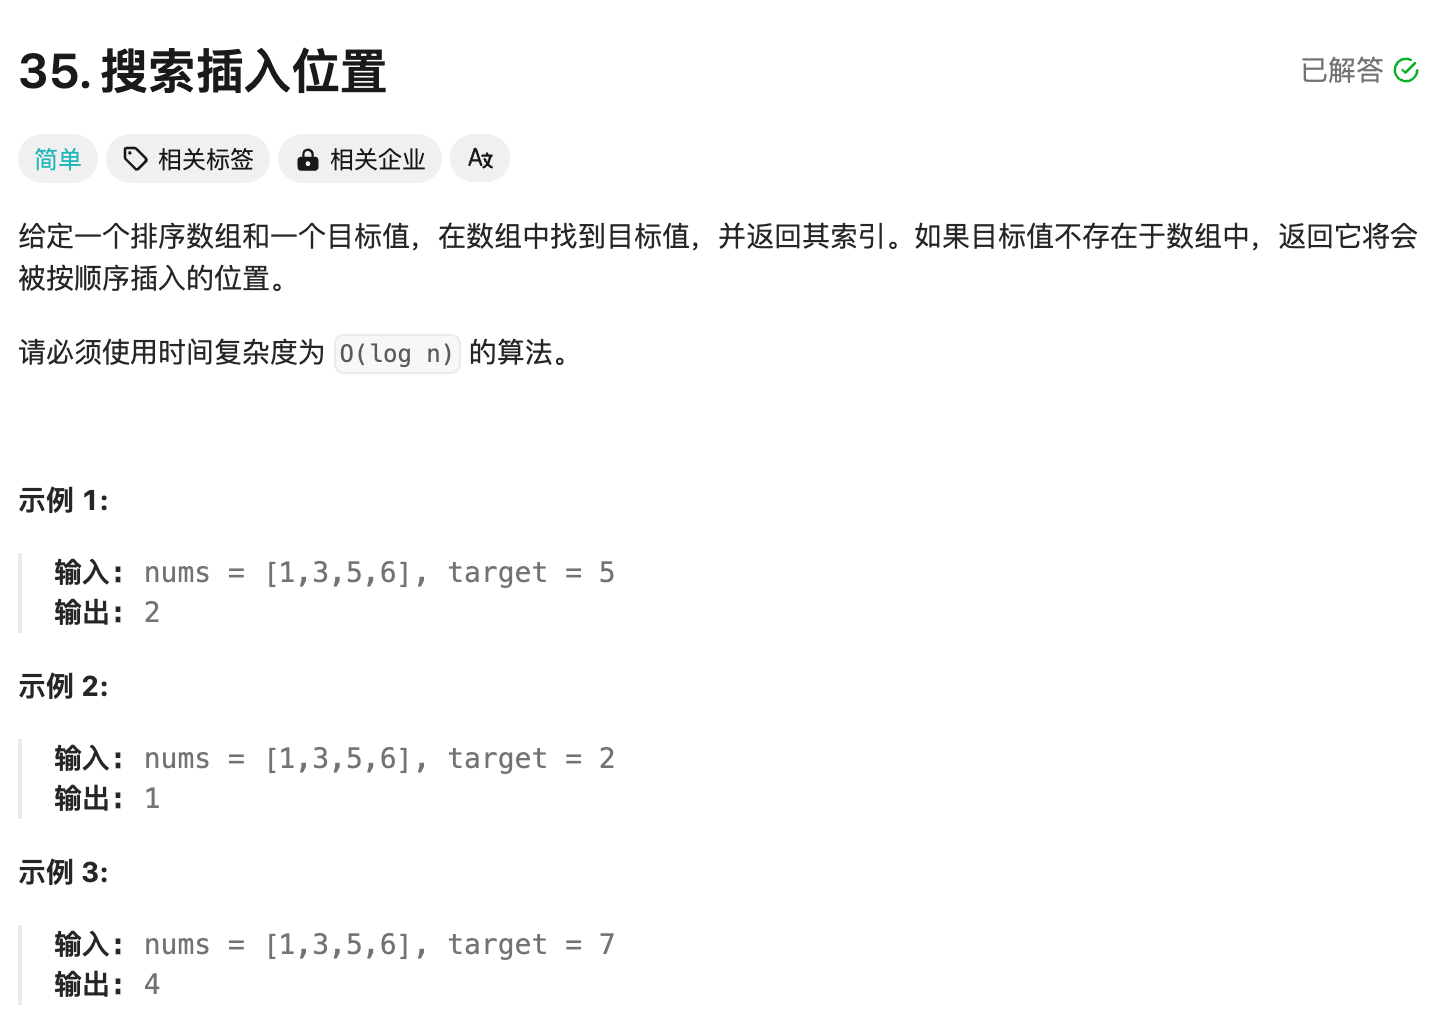 35. 搜索插入位置
已解答
简单 相关标签 相关企业
给定一个排序数组和一个目标值，在数组中找到目标值，并返回其索引。如果目标值不存在于数组中，返回它将会
被按顺序插入的位置。
请必须使用时间复杂度为 O(log n) 的算法。
示例 1:
输入: nums = [1,3,5,6], target = 5
输出: 2
示例 2:
输入: nums = [1,3,5,6], target = 2
输出: 1
示例 3:
输入: nums = [1,3,5,6], target = 7
输出: 4